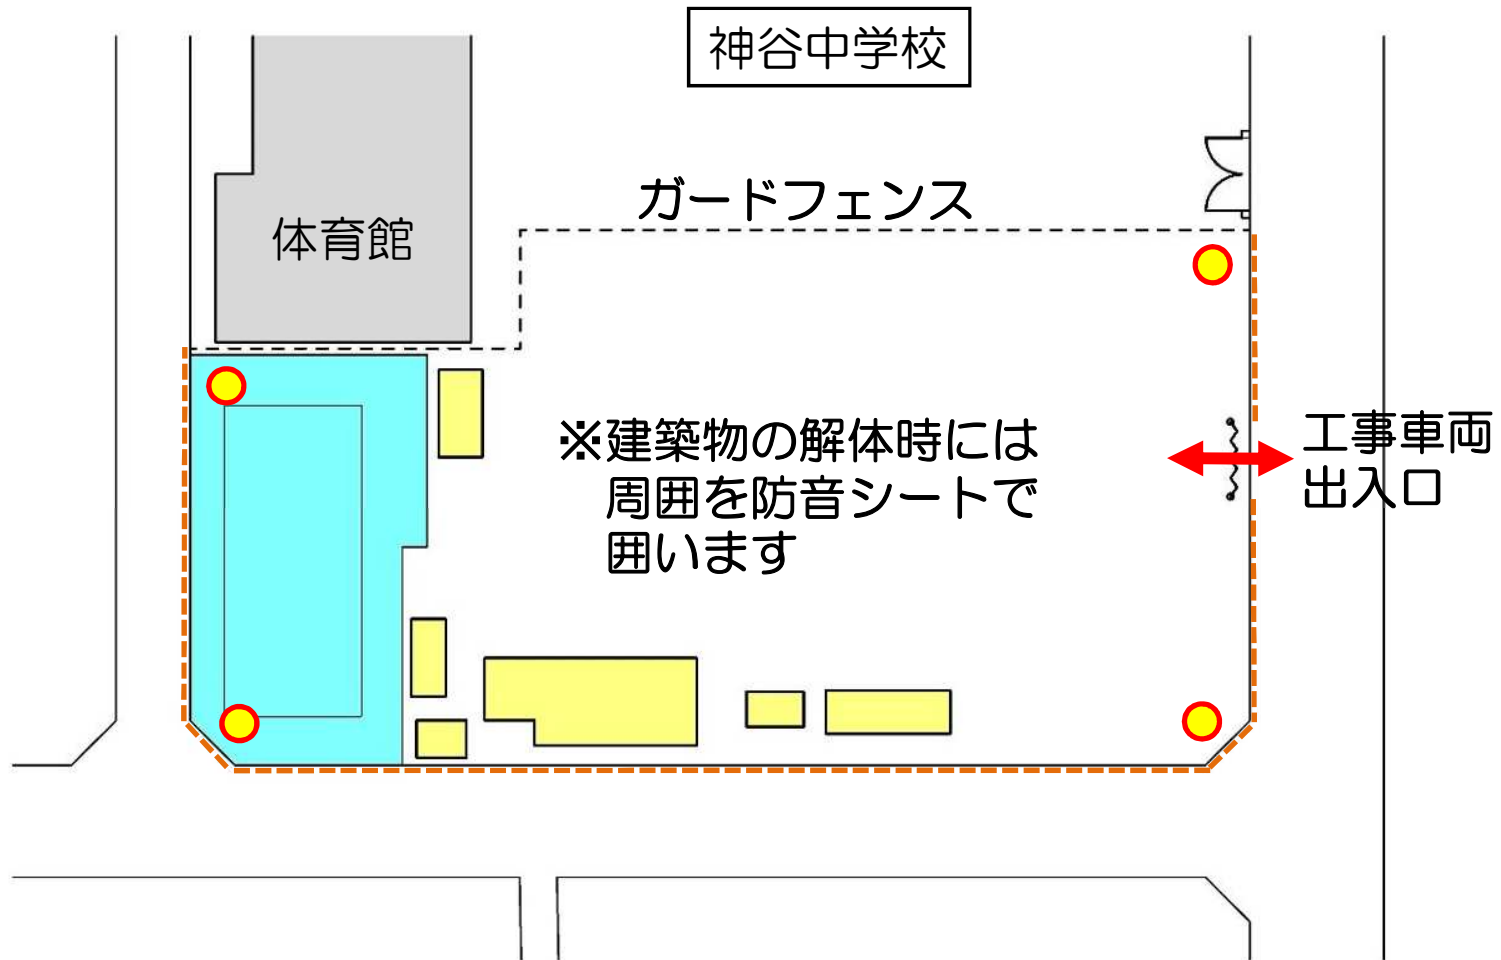 神谷中学校
ガードフェンス
体育館
※建築物の解体時には
周囲を防音シートで
囲います
工事車両
出入口